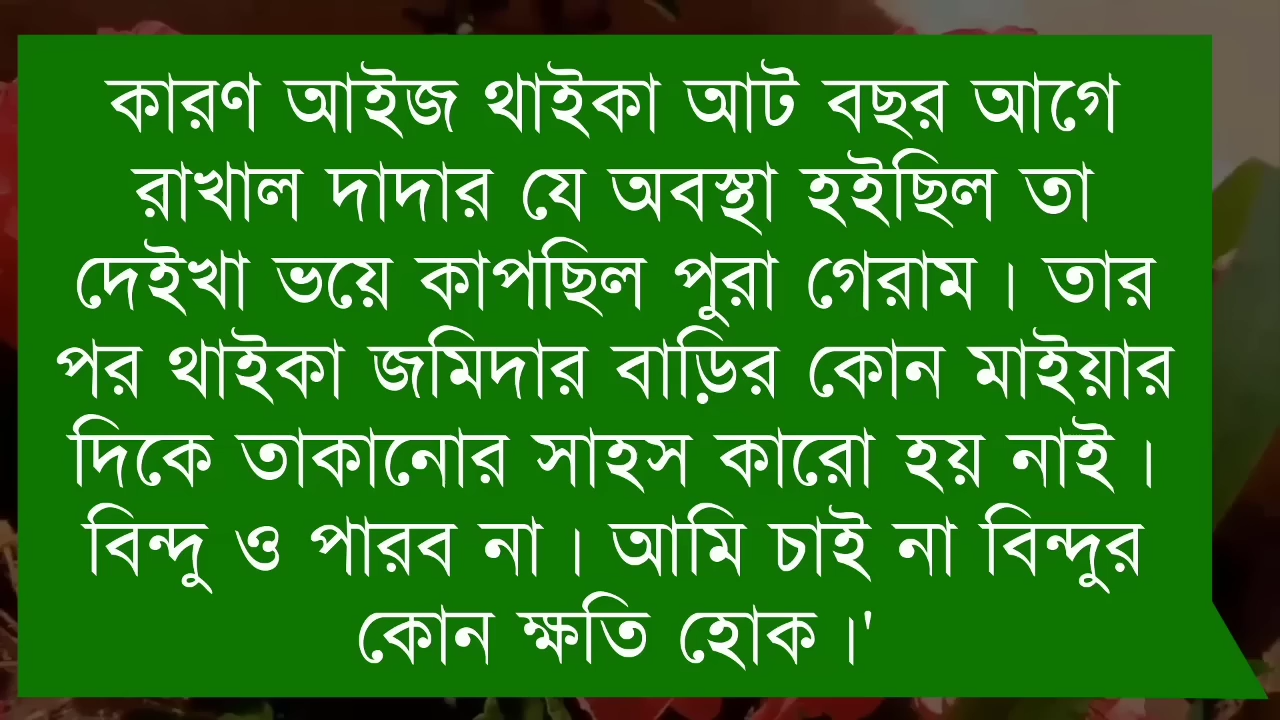 কারণ আইজ থাইকা আট বছর আগে
রাখাল দাদার যে অবস্থা হইছিল তা
দেইখা ভয়ে কাপছিল পুরা গেরাম। তার
পর থাইকা জমিদার বাড়ির কোন মাইয়ার
দিকে তাকানোর সাহস কারো হয় নাই।
বিন্দু ও পারব না। আমি চাই না বিন্দুর
কোন ক্ষতি হোক।'